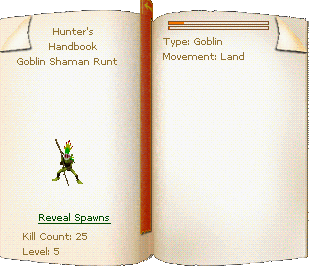 Hunter's
Handbook
Goblin Shaman Runt
Reveal Spawns
Kill Count: 25
Level: 5
Type: Goblin
Movement: Land